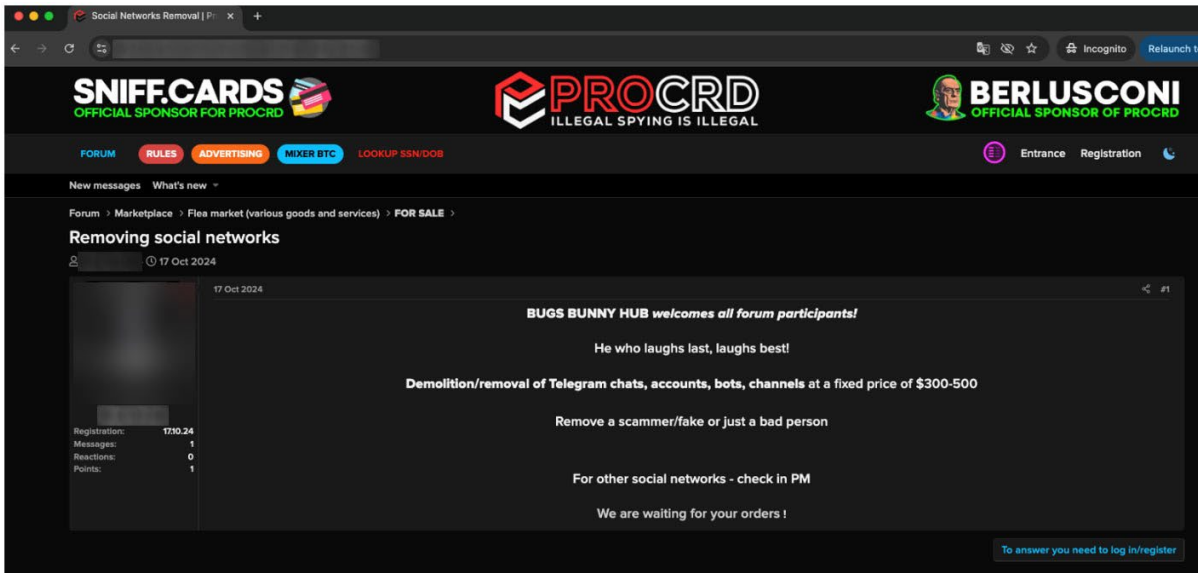 Social Networks Removal | Pr
Incognito
Relaunch t
SNIFF.CARDS
OFFICIAL SPONSOR FOR PROCRD
PROCRD
ILLEGAL SPYING IS ILLEGAL
BERLUSCONI
OFFICIAL SPONSOR OF PROCRD
FORUM RULES ADVERTISING MIXER BTC LOOKUP SSN/DOB Entrance Registration
New messages What's new
Forum > Marketplace > Flea market (various goods and services) > FOR SALE >
Removing social networks
17 Oct 2024
17 Oct 2024 #1
BUGS BUNNY HUB welcomes all forum participants!
He who laughs last, laughs best!
Demolition/removal of Telegram chats, accounts, bots, channels at a fixed price of $300-500
Remove a scammer/fake or just a bad person
For other social networks - check in PM
We are waiting for your orders !
Registration: 17.10.24
Messages: 1
Reactions: 0
Points: 1
To answer you need to log in/register